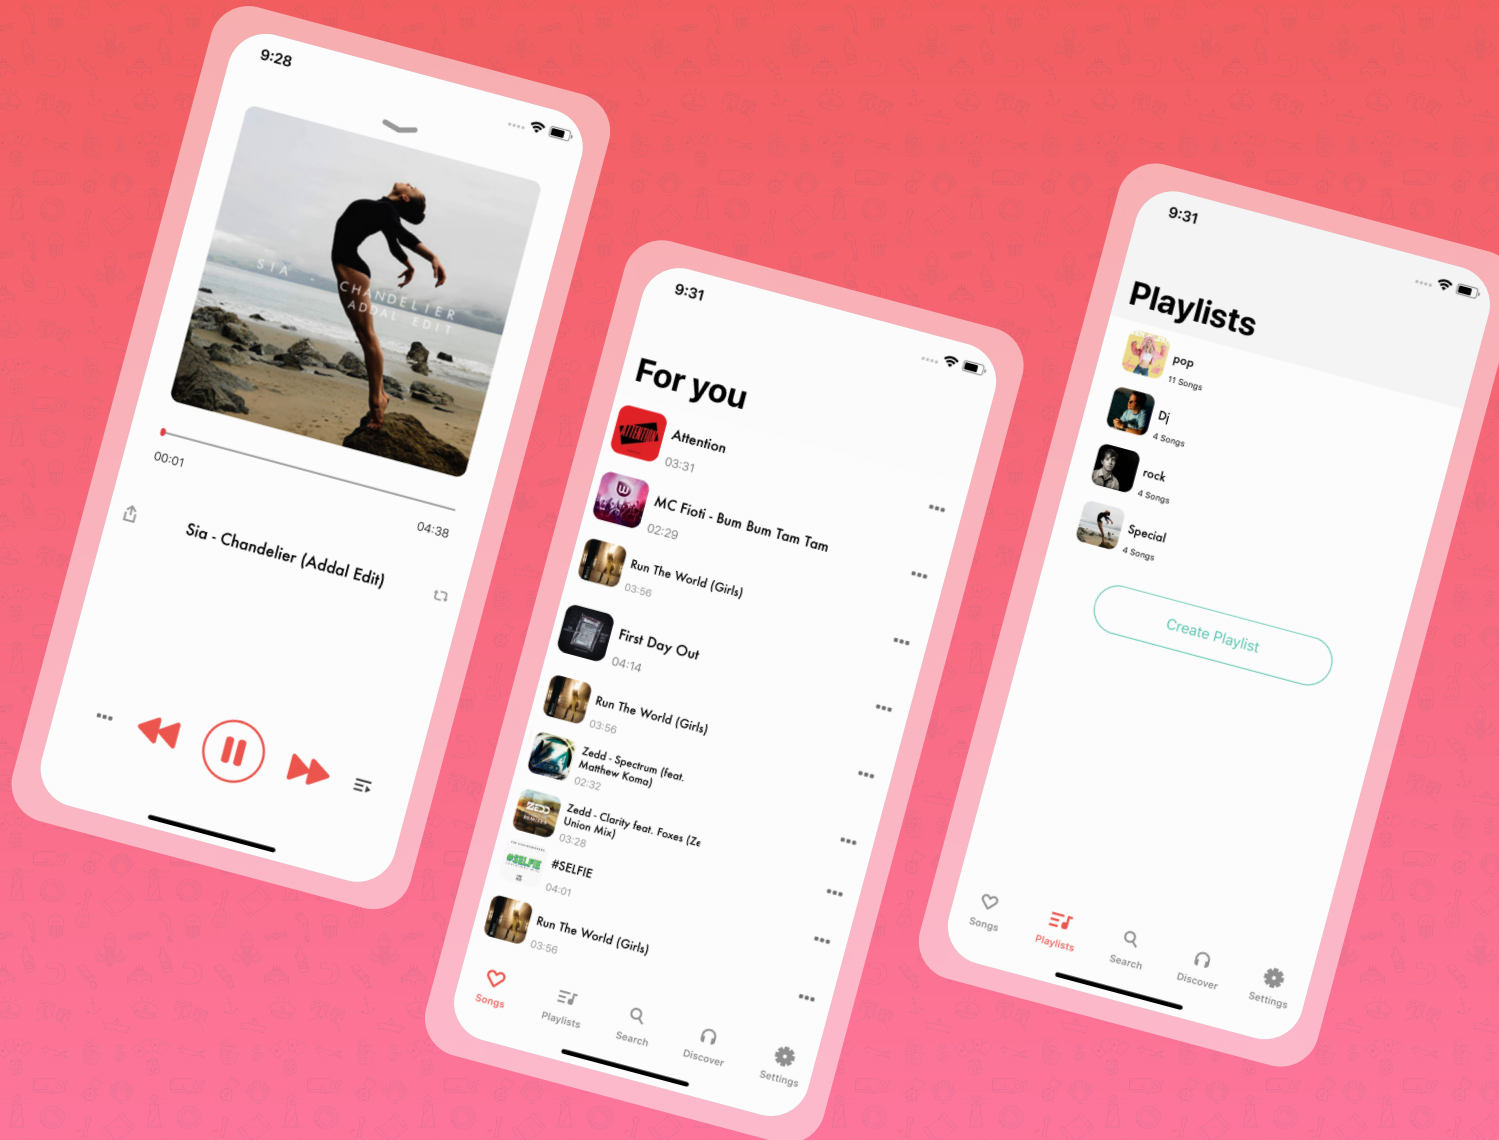 9:28
SIA - CHANDELIER
ADDAL EDIT
00:01
04:38
Sia - Chandelier (Addal Edit)
9:31
For you
ATTENTION
Attention
03:31
MC Fioti - Bum Bum Tam Tam
02:29
Run The World (Girls)
03:56
First Day Out
04:14
Run The World (Girls)
03:56
Zedd - Spectrum (feat.
Matthew Koma)
02:32
ZEDD
Zedd - Clarity feat. Foxes (Ze
Union Mix)
03:28
#SELFIE
#SELFIE
04:01
Run The World (Girls)
03:56
Songs
Playlists
Search
Discover
Settings
9:31
Playlists
pop
11 Songs
Dj
4 Songs
rock
4 Songs
Special
4 Songs
Create Playlist
Songs
Playlists
Search
Discover
Settings